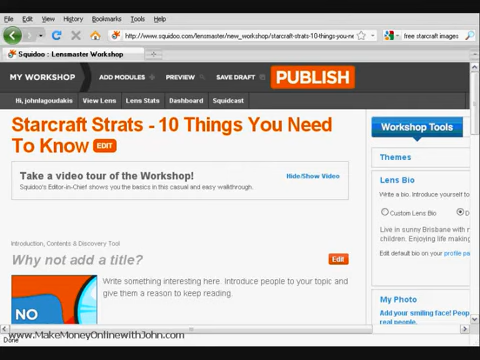 File Edit View History Bookmarks Tools Help
http://www.squidoo.com/lensmaster/new_workshop/starcraft-strats-10-things-you-ne
free starcraft images
Squidoo : Lensmaster Workshop
MY WORKSHOP ADD MODULES PREVIEW SAVE DRAFT PUBLISH
Hi, johnlagoudakis View Lens Lens Stats Dashboard Squidcast
Starcraft Strats - 10 Things You Need
To Know EDIT
Workshop Tools
Themes
Take a video tour of the Workshop! Hide/Show Video
Squidoo's Editor-in-Chief shows you the basics in this casual and easy walkthrough.
Lens Bio
Write a bio. Introduce yourself to
Custom Lens Bio D
Live in sunny Brisbane with my
children. Enjoying life making
Edit default bio on your profile pa
Introduction, Contents & Discovery Tool
Why not add a title? Edit
Write something interesting here. Introduce people to your topic and
give them a reason to keep reading.
NO
My Photo
Add your smiling face! Pe
real people.
www.MakeMoneyOnlinewithJohn.com
Done